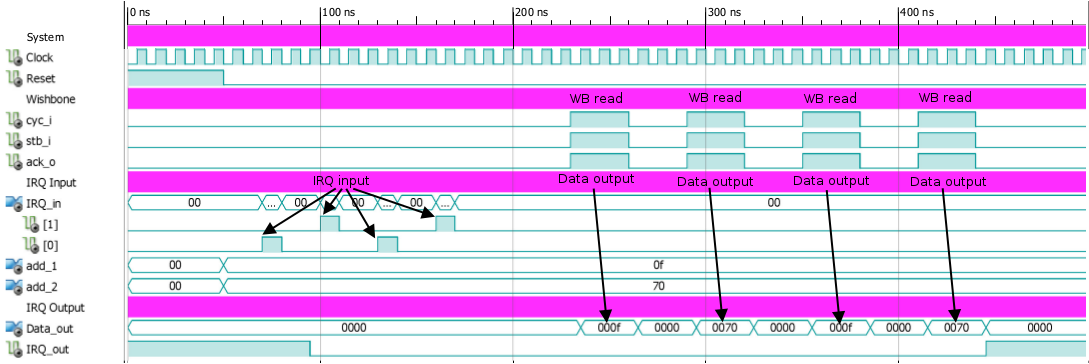 0 ns 100 ns 200 ns 300 ns 400 ns
System
Clock
Reset
Wishbone WB read WB read WB read WB read
cyc_i
stb_i
ack_o
IRQ Input IRQ input Data output Data output Data output Data output
IRQ_in 00 ... 00 00 ... 00 ... 00
[1]
[0]
add_1 00 0f
add_2 00 70
IRQ Output
Data_out 0000 000f 0000 0070 0000 000f 0000 0070 0000
IRQ_out